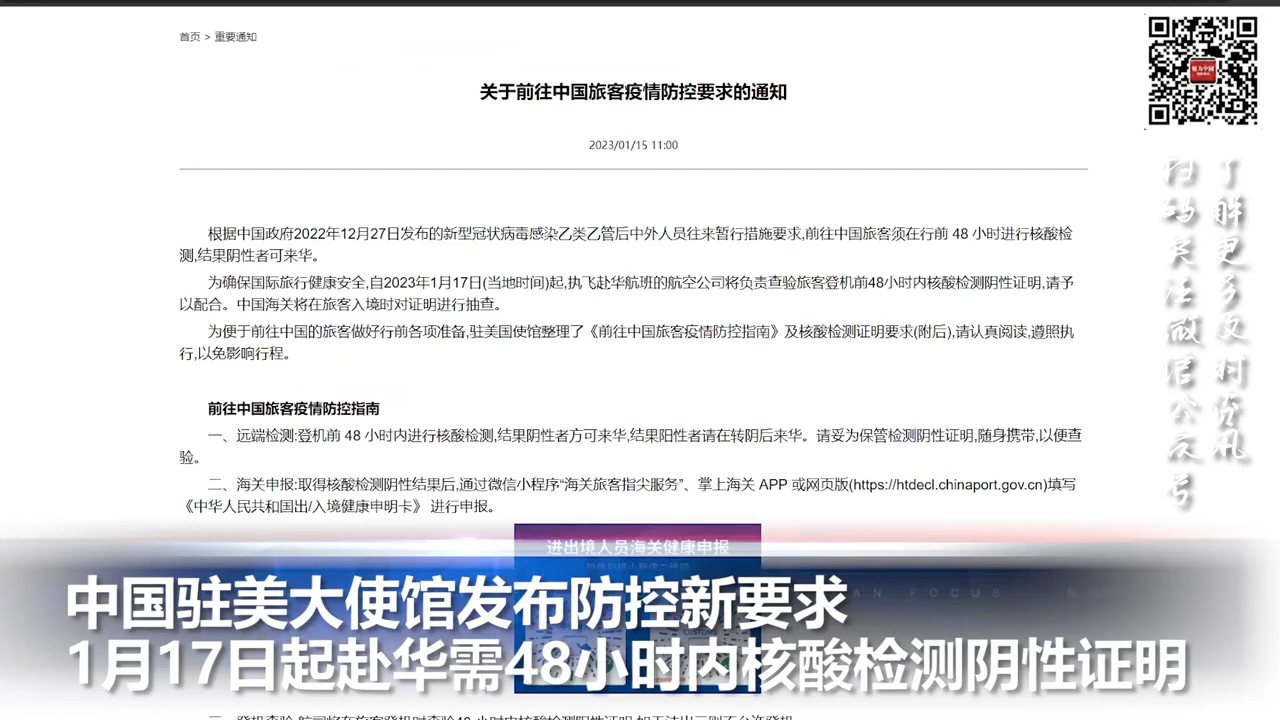 首页 > 重要通知
关于前往中国旅客疫情防控要求的通知
2023/01/15 11:00
根据中国政府2022年12月27日发布的新型冠状病毒感染乙类乙管后中外人员往来暂行措施要求,前往中国旅客须在行前 48 小时进行核酸检
测,结果阴性者可来华。
为确保国际旅行健康安全,自2023年1月17日(当地时间)起,执飞赴华航班的航空公司将负责查验旅客登机前48小时内核酸检测阴性证明,请予
以配合。中国海关将在旅客入境时对证明进行抽查。
为便于前往中国的旅客做好行前各项准备,驻美国使馆整理了《前往中国旅客疫情防控指南》及核酸检测证明要求(附后),请认真阅读,遵照执
行,以免影响行程。
前往中国旅客疫情防控指南
一、远端检测:登机前 48 小时内进行核酸检测,结果阴性者方可来华,结果阳性者请在转阴后来华。请妥为保管检测阴性证明,随身携带,以便查
验。
二、海关申报:取得核酸检测阴性结果后,通过微信小程序“海关旅客指尖服务”、掌上海关 APP 或网页版(https://htdecl.chinaport.gov.cn)填写
《中华人民共和国出/入境健康申明卡》 进行申报。
进出境人员海关健康申报
中国驻美大使馆发布防控新要求
1月17日起赴华需48小时内核酸检测阴性证明
了解更多及时资讯
扫码关注微信公众号